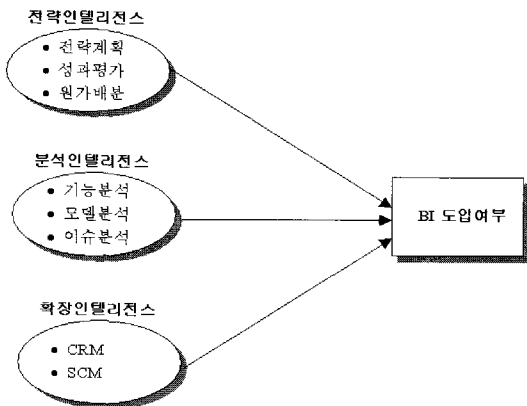 전략인텔리전스
• 전략계획
• 성과평가
• 원가배분
분석인텔리전스
• 기능분석
• 모델분석
• 이슈분석
BI 도입여부
확장인텔리전스
• CRM
• SCM